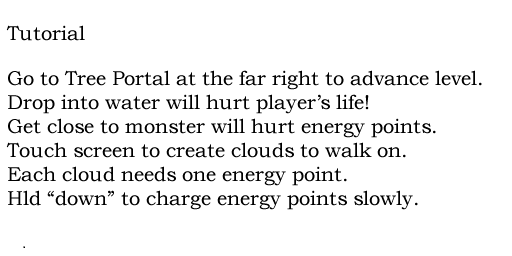 Tutorial
Go to Tree Portal at the far right to advance level.
Drop into water will hurt player’s life!
Get close to monster will hurt energy points.
Touch screen to create clouds to walk on.
Each cloud needs one energy point.
Hld “down” to charge energy points slowly.
.